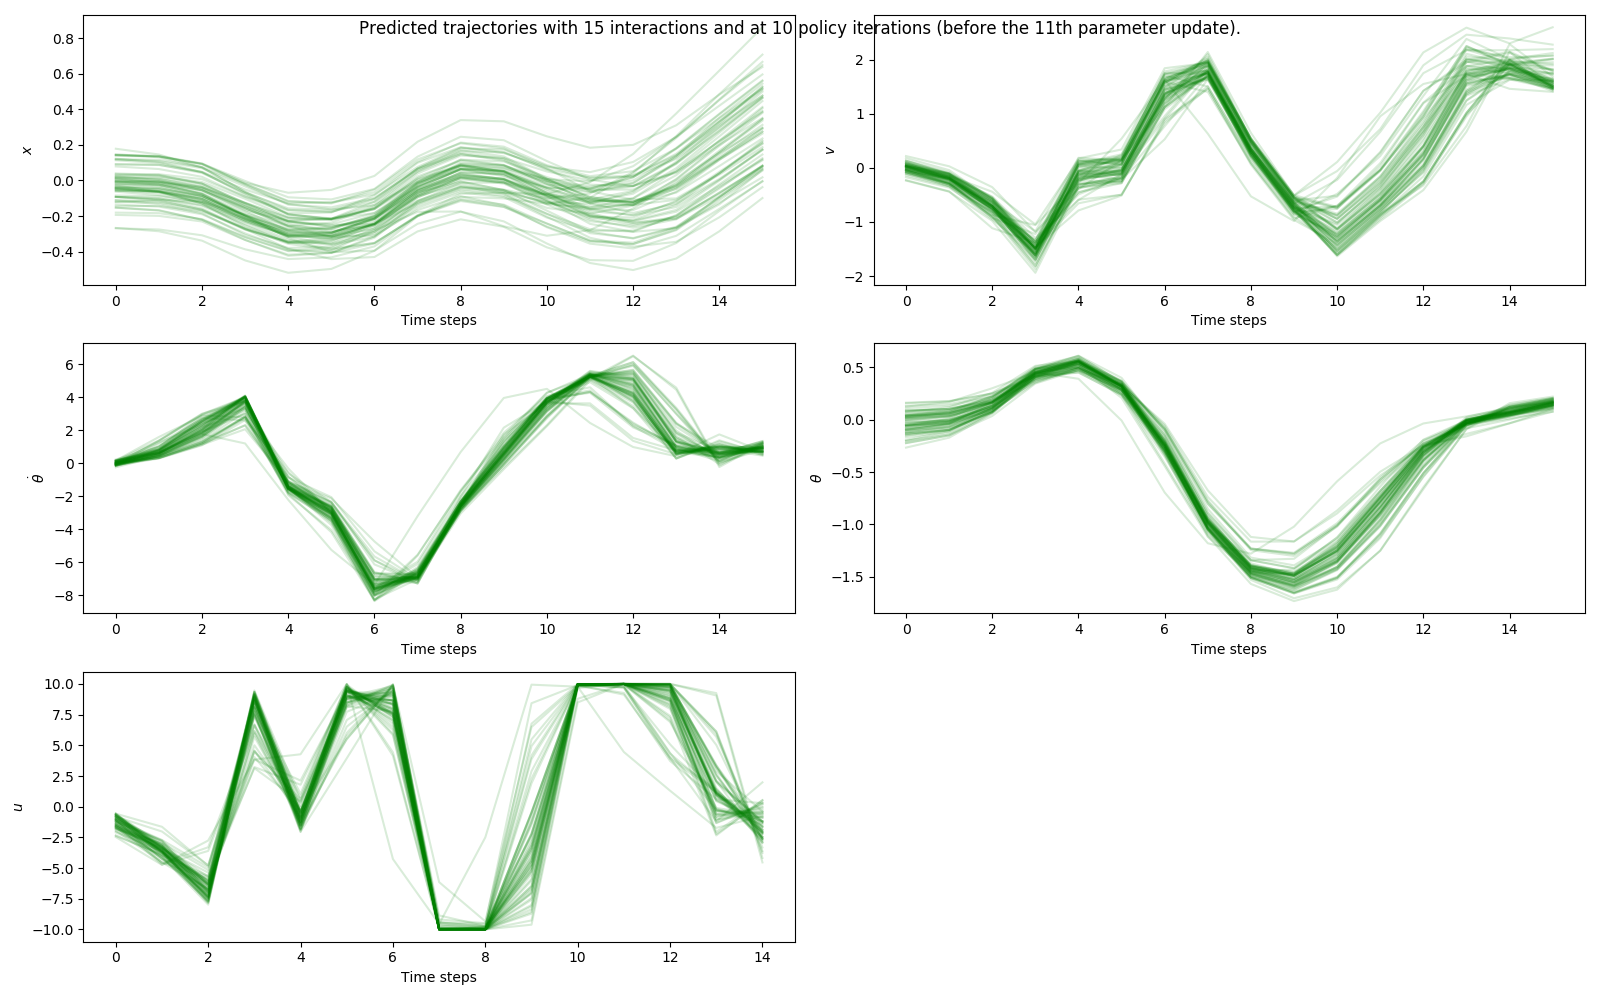 Predicted trajectories with 15 interactions and at 10 policy iterations (before the 11th parameter update).
0.8
0.6
0.4
0.2
0.0
−0.2
−0.4
x
0 2 4 6 8 10 12 14
Time steps
2
1
0
−1
−2
v
0 2 4 6 8 10 12 14
Time steps
6
4
2
0
−2
−4
−6
−8
θ̇
0 2 4 6 8 10 12 14
Time steps
0.5
0.0
−0.5
−1.0
−1.5
θ
0 2 4 6 8 10 12 14
Time steps
10.0
7.5
5.0
2.5
0.0
−2.5
−5.0
−7.5
−10.0
u
0 2 4 6 8 10 12 14
Time steps